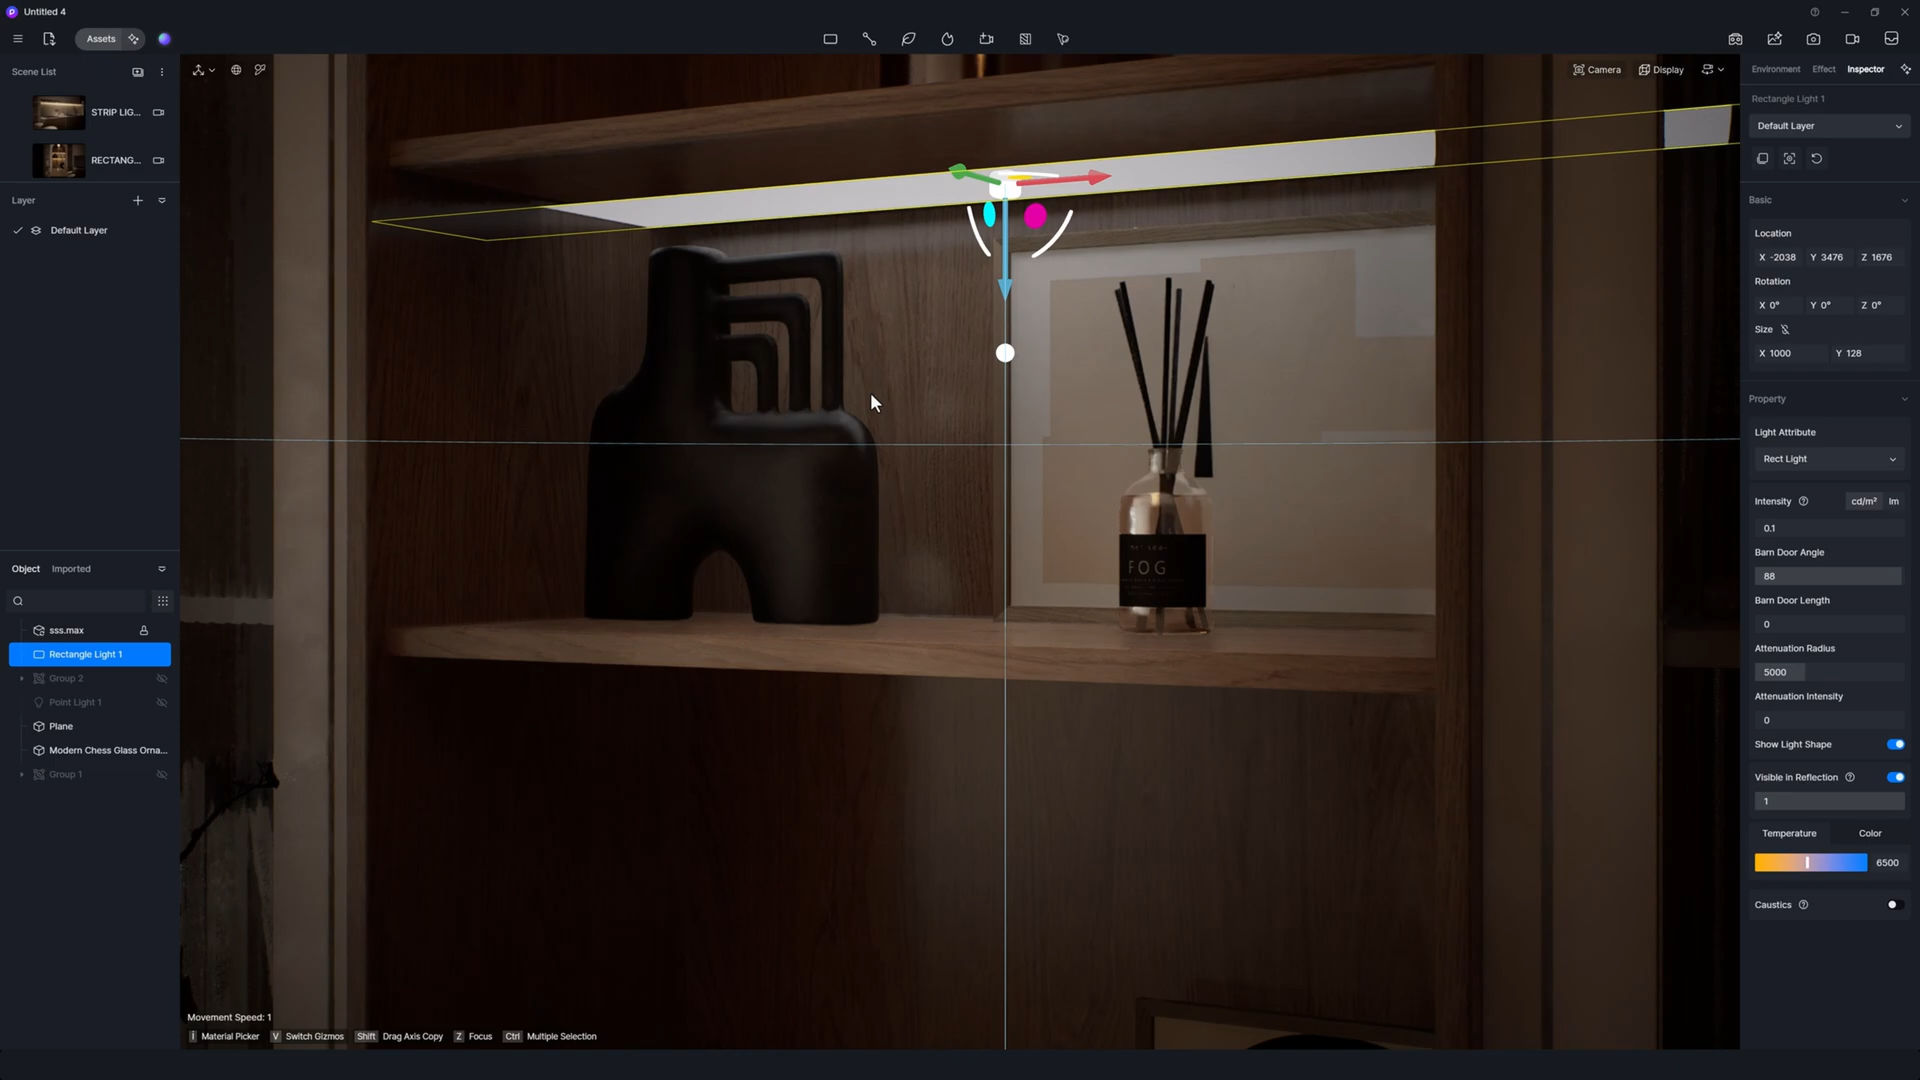 Untitled 4
Assets
Scene List
STRIP LIG...
RECTANG...
Layer
Default Layer
Object
Imported
sss.max
Rectangle Light 1
Group 2
Point Light 1
Plane
Modern Chess Glass Orna...
Group 1
Camera
Display
FOG
Movement Speed: 1
i Material Picker V Switch Gizmos Shift Drag Axis Copy Z Focus Ctrl Multiple Selection
Environment Effect Inspector
Rectangle Light 1
Default Layer
Basic
Location
X -2038 Y 3476 Z 1676
Rotation
X 0° Y 0° Z 0°
Size
X 1000 Y 128
Property
Light Attribute
Rect Light
Intensity cd/m² lm
0.1
Barn Door Angle
88
Barn Door Length
0
Attenuation Radius
5000
Attenuation Intensity
0
Show Light Shape
Visible in Reflection
1
Temperature Color
6500
Caustics